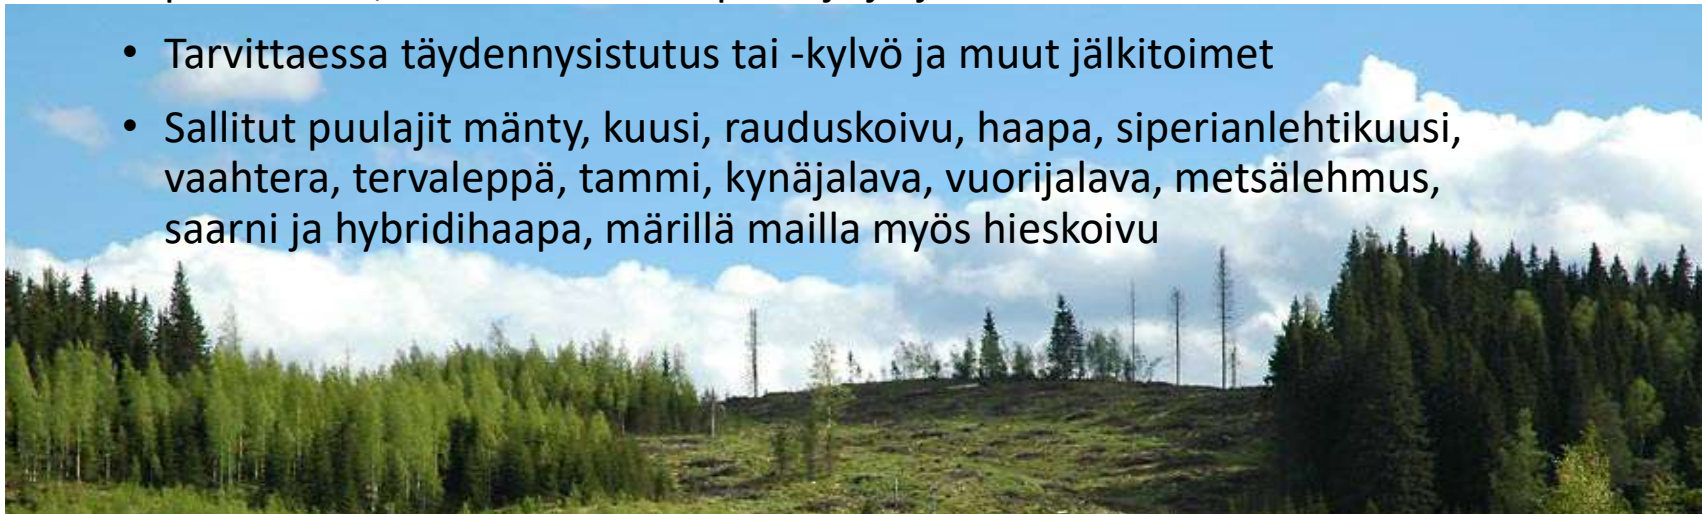 • Tarvittaessa täydennysistutus tai -kylvö ja muut jälkitoimet
• Sallitut puulajit mänty, kuusi, rauduskoivu, haapa, siperianlehtikuusi,
vaahtera, tervaleppä, tammi, kynäjalava, vuorijalava, metsälehmus,
saarni ja hybridihaapa, märillä mailla myös hieskoivu